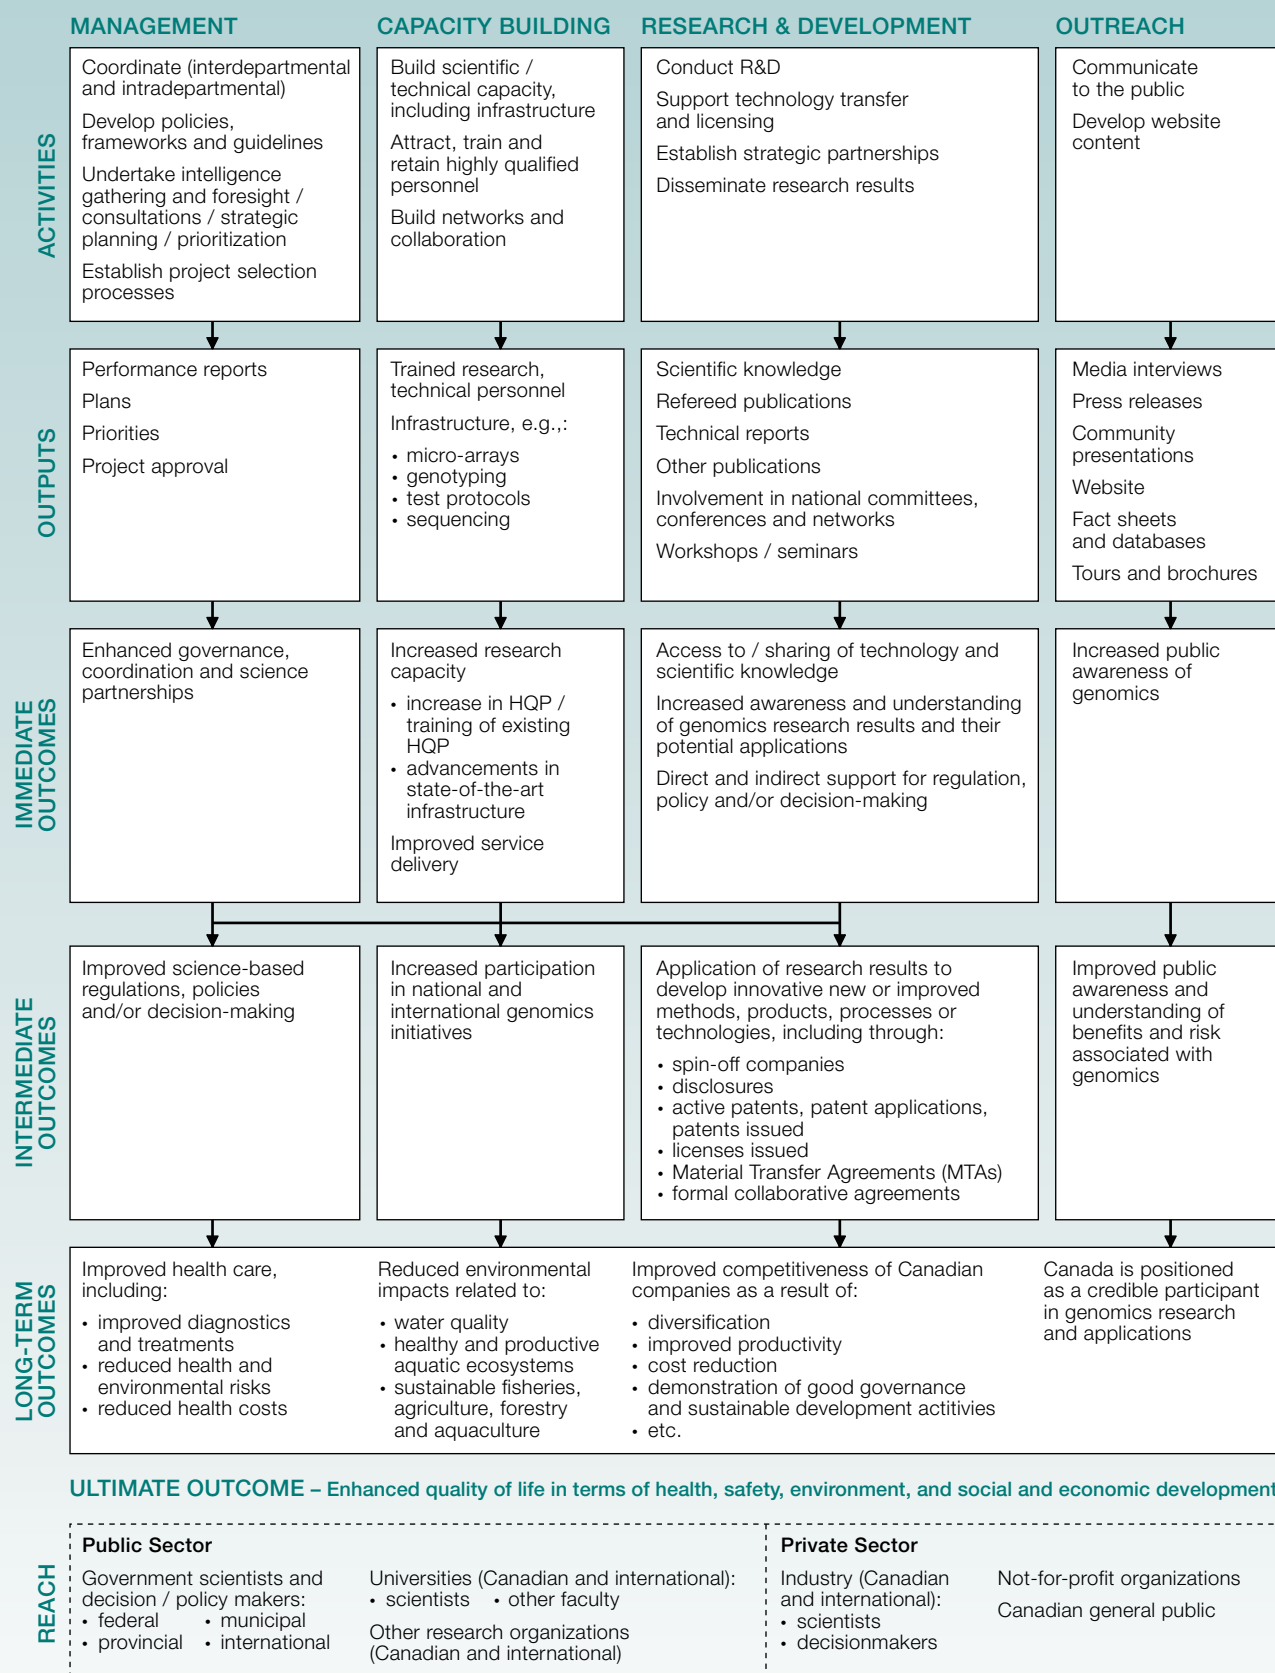 MANAGEMENT
CAPACITY BUILDING
RESEARCH & DEVELOPMENT
OUTREACH
ACTIVITIES
Coordinate (interdepartmental
and intradepartmental)
Develop policies,
frameworks and guidelines
Undertake intelligence
gathering and foresight /
consultations / strategic
planning / prioritization
Establish project selection
processes
Build scientific /
technical capacity,
including infrastructure
Attract, train and
retain highly qualified
personnel
Build networks and
collaboration
Conduct R&D
Support technology transfer
and licensing
Establish strategic partnerships
Disseminate research results
Communicate
to the public
Develop website
content
OUTPUTS
Performance reports
Plans
Priorities
Project approval
Trained research,
technical personnel
Infrastructure, e.g.,:
• micro-arrays
• genotyping
• test protocols
• sequencing
Scientific knowledge
Refereed publications
Technical reports
Other publications
Involvement in national committees,
conferences and networks
Workshops / seminars
Media interviews
Press releases
Community
presentations
Website
Fact sheets
and databases
Tours and brochures
IMMEDIATE
OUTCOMES
Enhanced governance,
coordination and science
partnerships
Increased research
capacity
• increase in HQP /
training of existing
HQP
• advancements in
state-of-the-art
infrastructure
Improved service
delivery
Access to / sharing of technology and
scientific knowledge
Increased awareness and understanding
of genomics research results and their
potential applications
Direct and indirect support for regulation,
policy and/or decision-making
Increased public
awareness of
genomics
INTERMEDIATE
OUTCOMES
Improved science-based
regulations, policies
and/or decision-making
Increased participation
in national and
international genomics
initiatives
Application of research results to
develop innovative new or improved
methods, products, processes or
technologies, including through:
• spin-off companies
• disclosures
• active patents, patent applications,
patents issued
• licenses issued
• Material Transfer Agreements (MTAs)
• formal collaborative agreements
Improved public
awareness and
understanding of
benefits and risk
associated with
genomics
LONG-TERM
OUTCOMES
Improved health care,
including:
• improved diagnostics
and treatments
• reduced health and
environmental risks
• reduced health costs
Reduced environmental
impacts related to:
• water quality
• healthy and productive
aquatic ecosystems
• sustainable fisheries,
agriculture, forestry
and aquaculture
Improved competitiveness of Canadian
companies as a result of:
• diversification
• improved productivity
• cost reduction
• demonstration of good governance
and sustainable development actitivies
• etc.
Canada is positioned
as a credible participant
in genomics research
and applications
ULTIMATE OUTCOME – Enhanced quality of life in terms of health, safety, environment, and social and economic development
REACH
Public Sector
Government scientists and
decision / policy makers:
• federal • municipal
• provincial • international
Universities (Canadian and international):
• scientists • other faculty
Other research organizations
(Canadian and international)
Private Sector
Industry (Canadian
and international):
• scientists
• decisionmakers
Not-for-profit organizations
Canadian general public